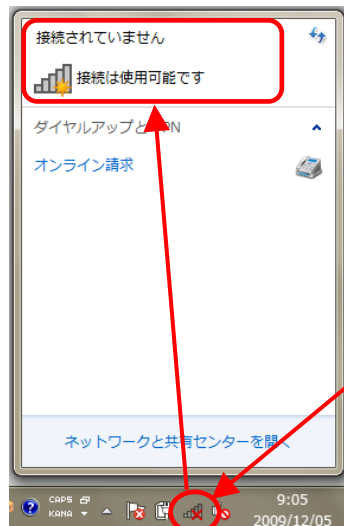 接続されていません
接続は使用可能です
ダイヤルアップと VPN
オンライン請求
ネットワークと共有センターを開く
CAPS
KANA
9:05
2009/12/05